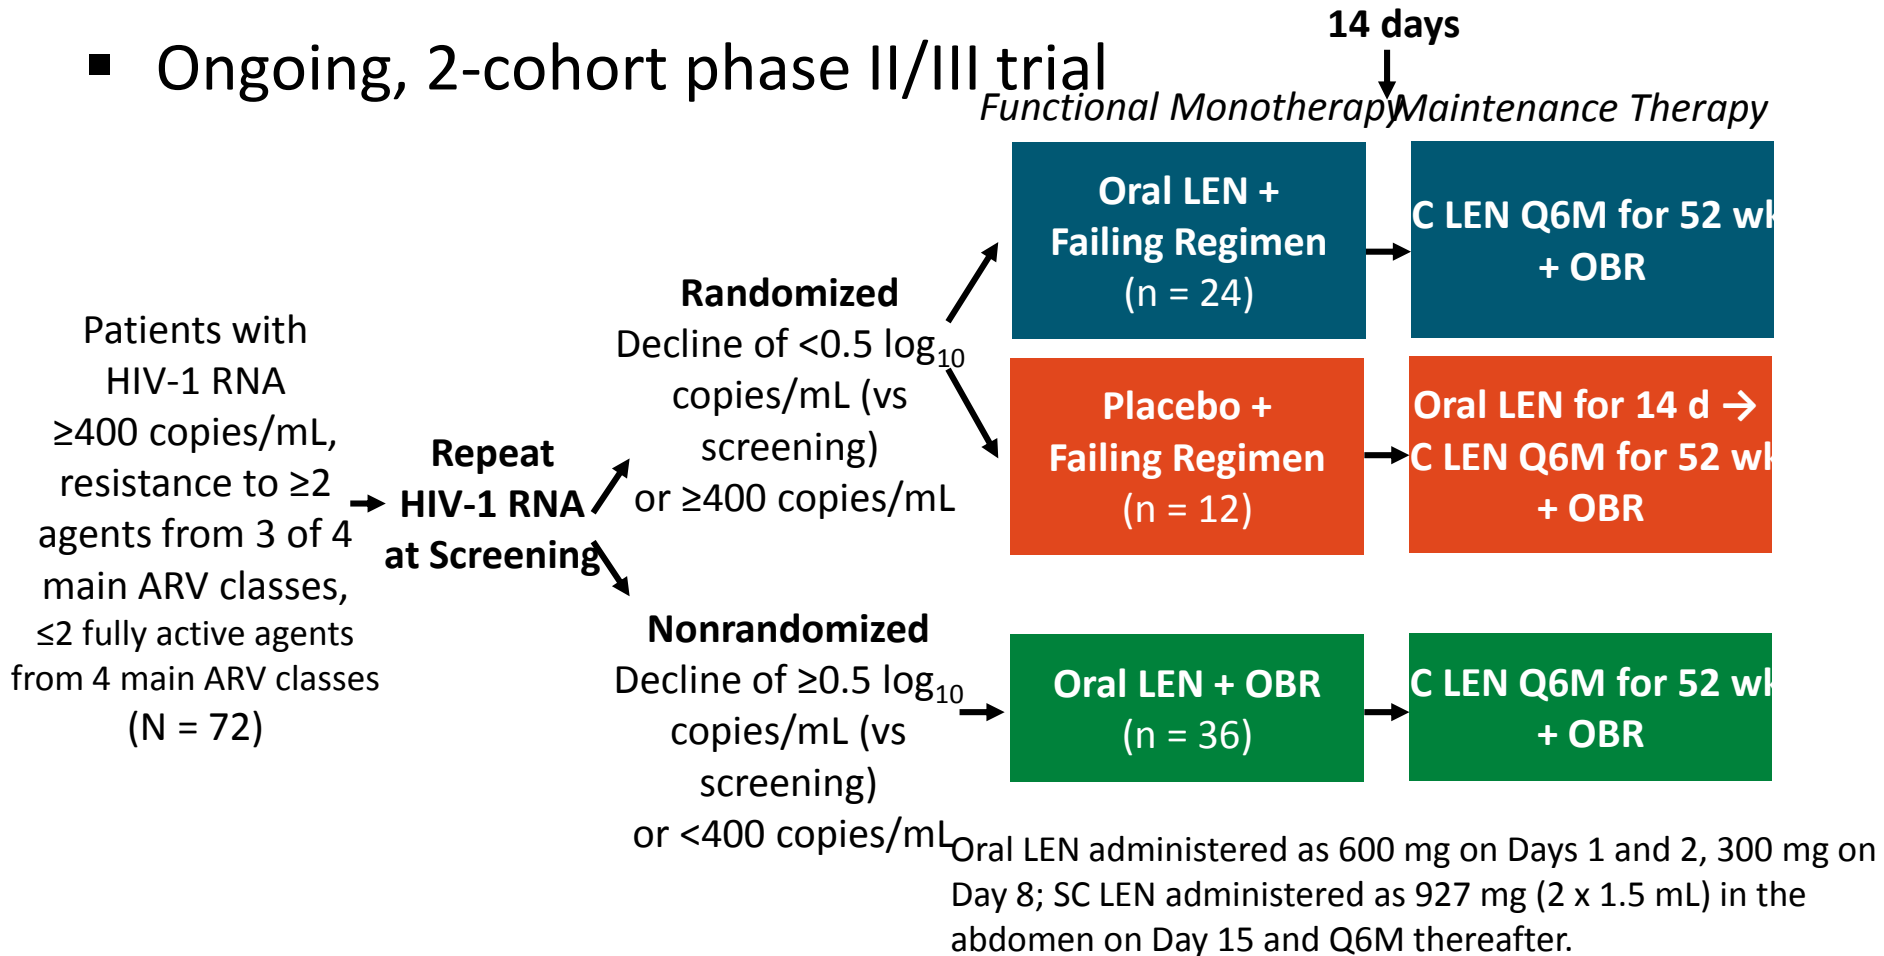 ▪ Ongoing, 2-cohort phase II/III trial
14 days
Functional Monotherapy
Maintenance Therapy
Patients with
HIV-1 RNA
≥400 copies/mL,
resistance to ≥2
agents from 3 of 4
main ARV classes,
≤2 fully active agents
from 4 main ARV classes
(N = 72)
Repeat
HIV-1 RNA
at Screening
Randomized
Decline of <0.5 log10
copies/mL (vs
screening)
or ≥400 copies/mL
Nonrandomized
Decline of ≥0.5 log10
copies/mL (vs
screening)
or <400 copies/mL
Oral LEN +
Failing Regimen
(n = 24)
C LEN Q6M for 52 wk
+ OBR
Placebo +
Failing Regimen
(n = 12)
Oral LEN for 14 d →
C LEN Q6M for 52 wk
+ OBR
Oral LEN + OBR
(n = 36)
C LEN Q6M for 52 wk
+ OBR
Oral LEN administered as 600 mg on Days 1 and 2, 300 mg on
Day 8; SC LEN administered as 927 mg (2 x 1.5 mL) in the
abdomen on Day 15 and Q6M thereafter.